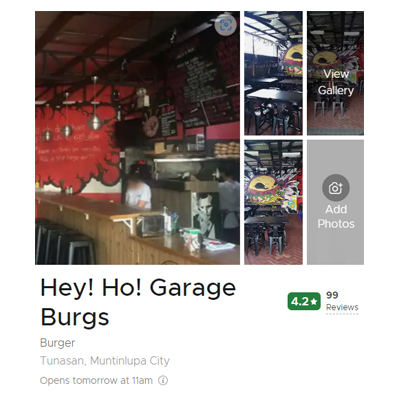 View
Gallery
Add
Photos
Hey! Ho! Garage
Burgs
4.2★
99
Reviews
Burger
Tunasan, Muntinlupa City
Opens tomorrow at 11am